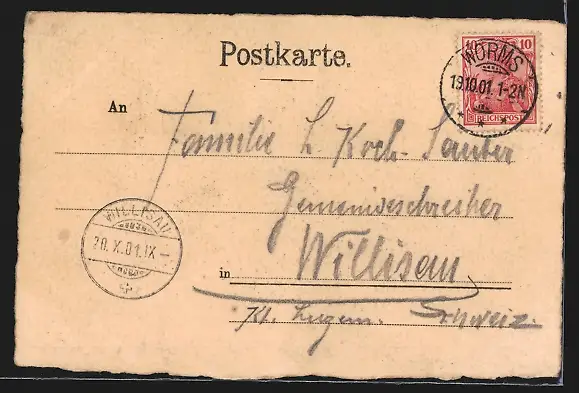 Postkarte.
10 10
REICHSPOST
WORMS
19.10.01. 1-2N
An
Familie L Koch-Sauter
Gemeindeschreiber
WILLISAU
20.X.01.IX
in Willisau
Kt. Luzern. Schweiz.